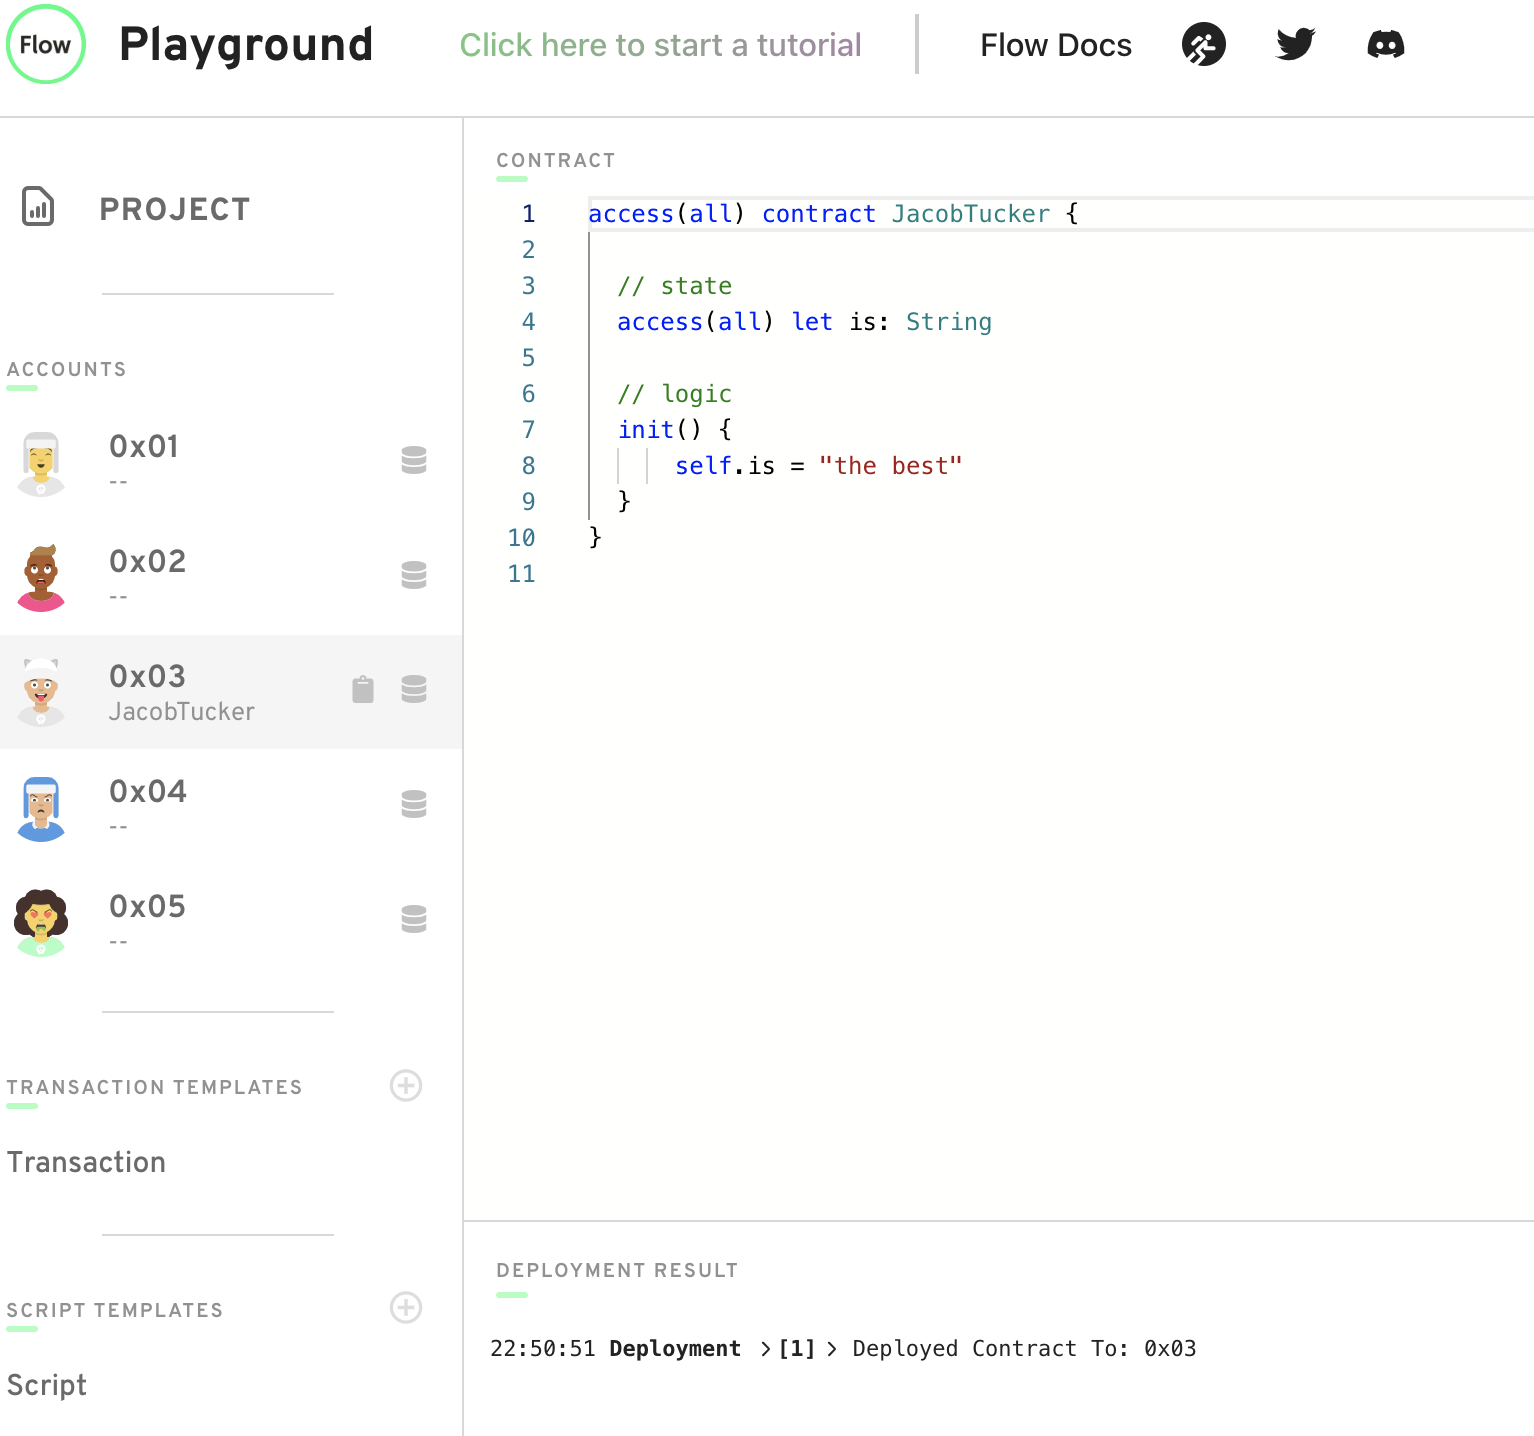 Flow
Playground
Click here to start a tutorial
Flow Docs
PROJECT
ACCOUNTS
0x01
--
0x02
--
0x03
JacobTucker
0x04
--
0x05
--
TRANSACTION TEMPLATES
Transaction
SCRIPT TEMPLATES
Script
CONTRACT
1 access(all) contract JacobTucker {
2
3 // state
4 access(all) let is: String
5
6 // logic
7 init() {
8 self.is = "the best"
9 }
10 }
11
DEPLOYMENT RESULT
22:50:51 Deployment >[1] > Deployed Contract To: 0x03